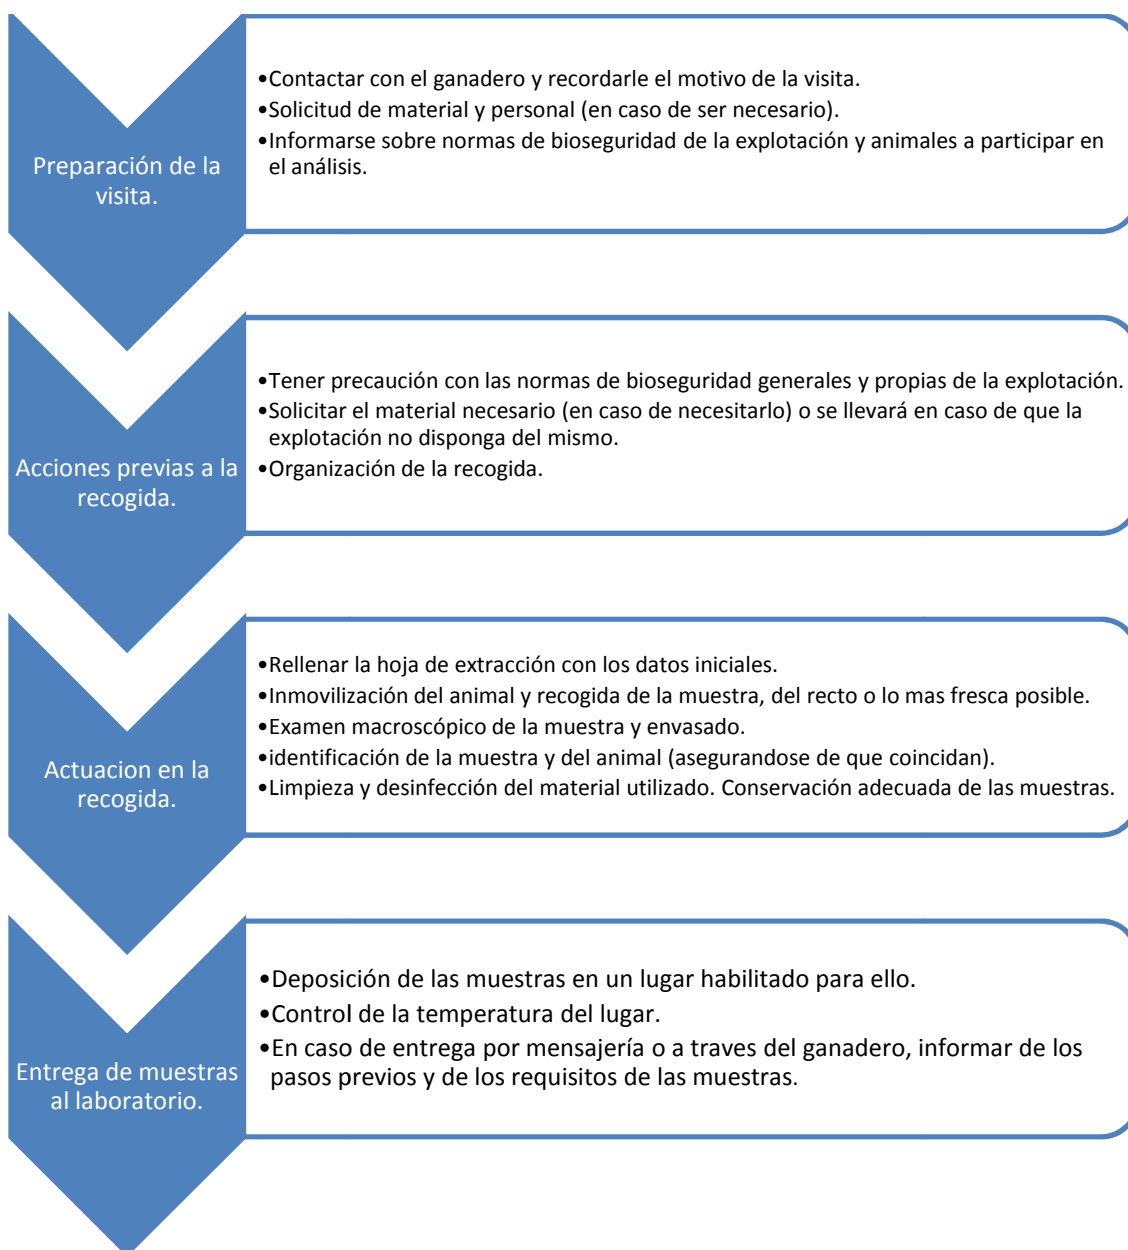 Preparación de la
visita.
•Contactar con el ganadero y recordarle el motivo de la visita.
•Solicitud de material y personal (en caso de ser necesario).
•Informarse sobre normas de bioseguridad de la explotación y animales a participar en
el análisis.
Acciones previas a la
recogida.
•Tener precaución con las normas de bioseguridad generales y propias de la explotación.
•Solicitar el material necesario (en caso de necesitarlo) o se llevará en caso de que la
explotación no disponga del mismo.
•Organización de la recogida.
Actuacion en la
recogida.
•Rellenar la hoja de extracción con los datos iniciales.
•Inmovilización del animal y recogida de la muestra, del recto o lo mas fresca posible.
•Examen macroscópico de la muestra y envasado.
•identificación de la muestra y del animal (asegurandose de que coincidan).
•Limpieza y desinfección del material utilizado. Conservación adecuada de las muestras.
Entrega de muestras
al laboratorio.
•Deposición de las muestras en un lugar habilitado para ello.
•Control de la temperatura del lugar.
•En caso de entrega por mensajería o a traves del ganadero, informar de los
pasos previos y de los requisitos de las muestras.